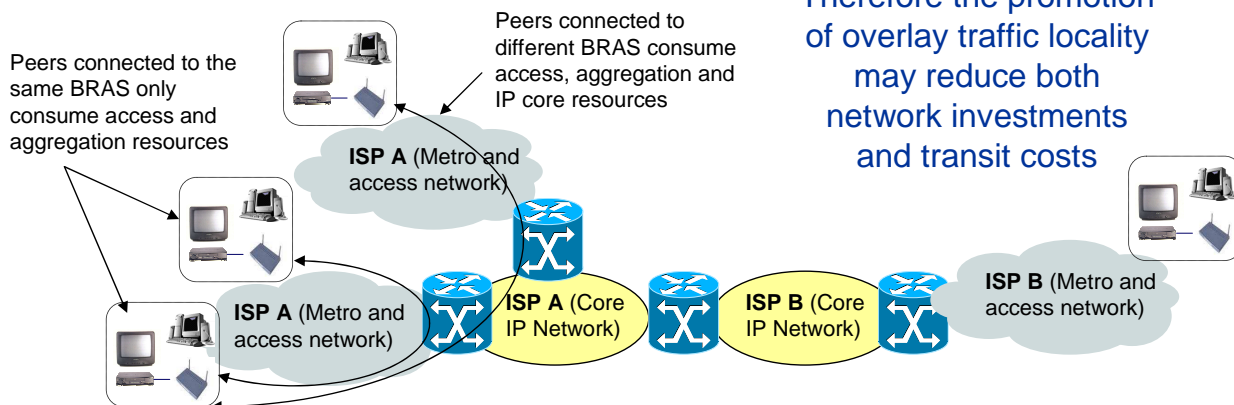 Peers connected to the
same BRAS only
consume access and
aggregation resources
Peers connected to
different BRAS consume
access, aggregation and
IP core resources
Therefore the promotion
of overlay traffic locality
may reduce both
network investments
and transit costs
ISP A (Metro and
access network)
ISP A (Metro and
access network)
ISP A (Core
IP Network)
ISP B (Core
IP Network)
ISP B (Metro and
access network)